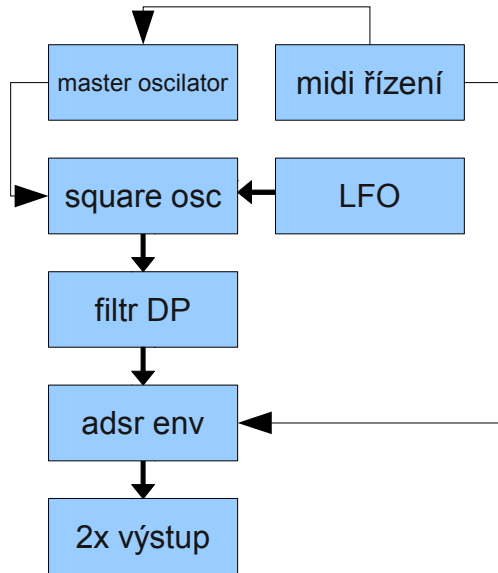 master oscilator
midi řízení
square osc
LFO
filtr DP
adsr env
2x výstup